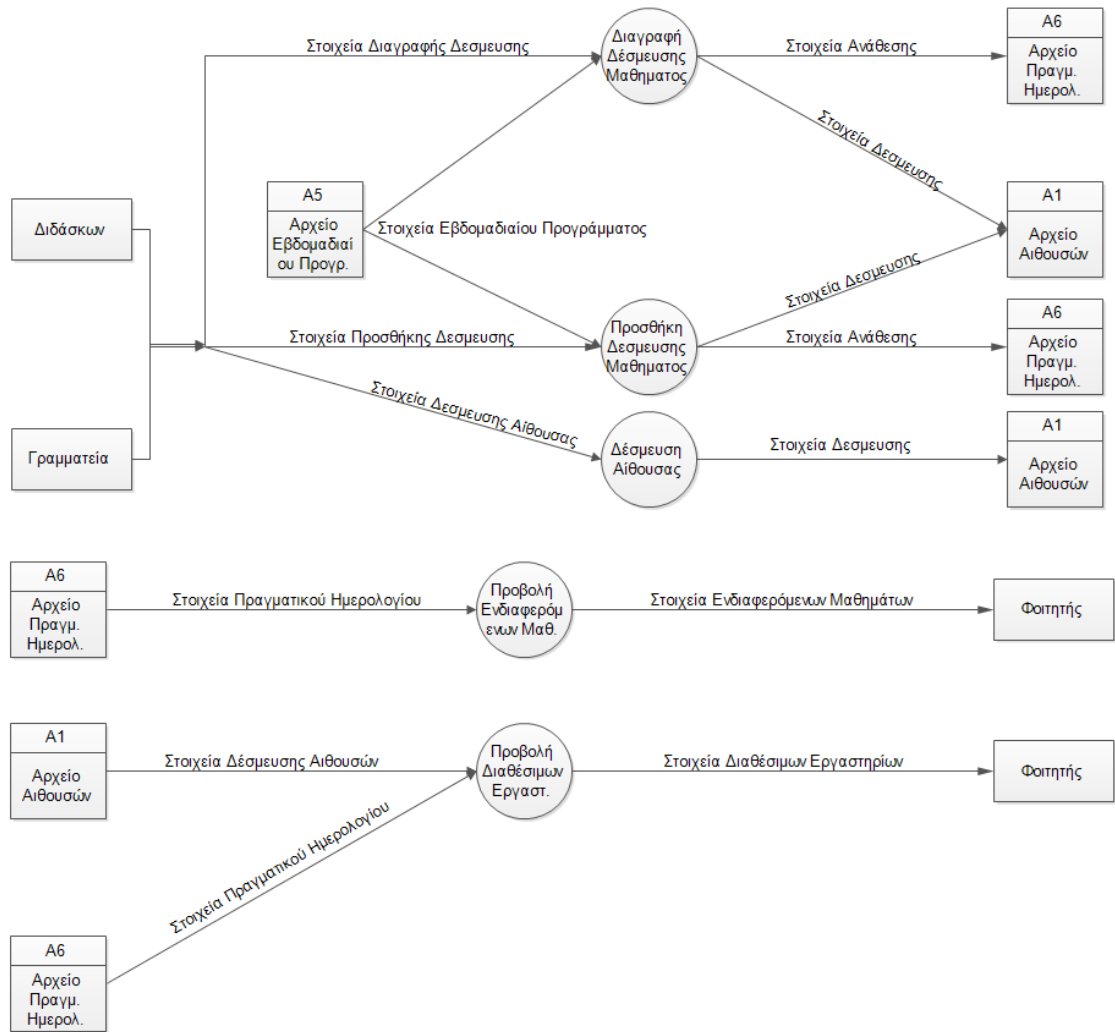 Στοιχεία Διαγραφής Δεσμευσης
Διαγραφή
Δέσμευσης
Μαθηματος
Στοιχεία Ανάθεσης
Α6
Αρχείο
Πραγμ.
Ημερολ.
Στοιχεία Δεσμευσης
Διδάσκων
Α5
Αρχείο
Εβδομαδιαί
ου Προγρ.
Στοιχεία Εβδομαδιαίου Προγράμματος
Α1
Αρχείο
Αιθουσών
Στοιχεία Δεσμευσης
Στοιχεία Προσθήκης Δεσμευσης
Προσθήκη
Δεσμευσης
Μαθηματος
Στοιχεία Ανάθεσης
Α6
Αρχείο
Πραγμ.
Ημερολ.
Στοιχεία Δεσμευσης Αίθουσας
Γραμματεία
Δέσμευση
Αίθουσας
Στοιχεία Δεσμευσης
Α1
Αρχείο
Αιθουσών
Α6
Αρχείο
Πραγμ.
Ημερολ.
Στοιχεία Πραγματικού Ημερολογίου
Προβολή
Ενδιαφερόμ
ενων Μαθ.
Στοιχεία Ενδιαφερόμενων Μαθημάτων
Φοιτητής
Α1
Αρχείο
Αιθουσών
Στοιχεία Δέσμευσης Αιθουσών
Προβολή
Διαθέσιμων
Εργαστ.
Στοιχεία Διαθέσιμων Εργαστηρίων
Φοιτητής
Στοιχεία Πραγματικού Ημερολογίου
Α6
Αρχείο
Πραγμ.
Ημερολ.